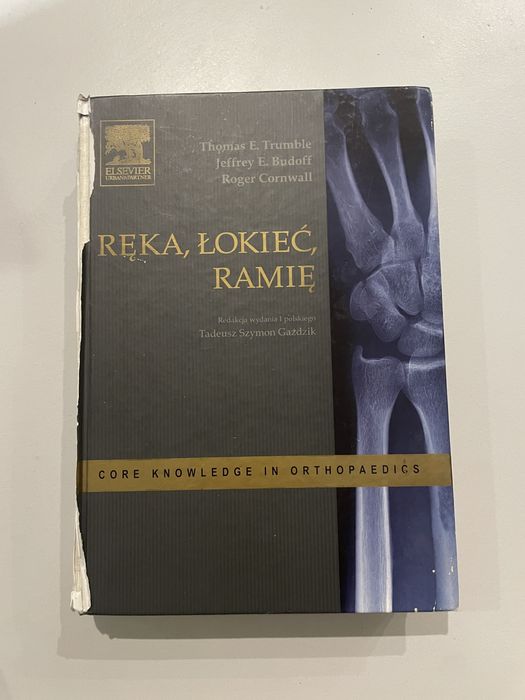 Thomas E. Trumble
Jeffrey E. Budoff
Roger Cornwall
ELSEVIER
URBAN&PARTNER
RĘKA, ŁOKIEĆ,
RAMIĘ
Redakcja wydania I polskiego
Tadeusz Szymon Gaździk
CORE KNOWLEDGE IN ORTHOPAEDICS